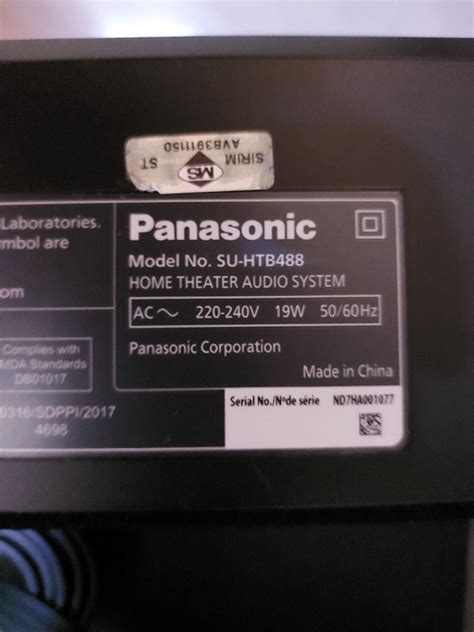 SIRIM
MS
ST
AVB3911150
Laboratories.
mbol are
om
Complies with
MDA Standards
DB01017
0316/SDPPI/2017
4698
Panasonic
Model No. SU-HTB488
HOME THEATER AUDIO SYSTEM
AC 220-240V 19W 50/60Hz
Panasonic Corporation
Made in China
Serial No./Nºde série ND7HA001077